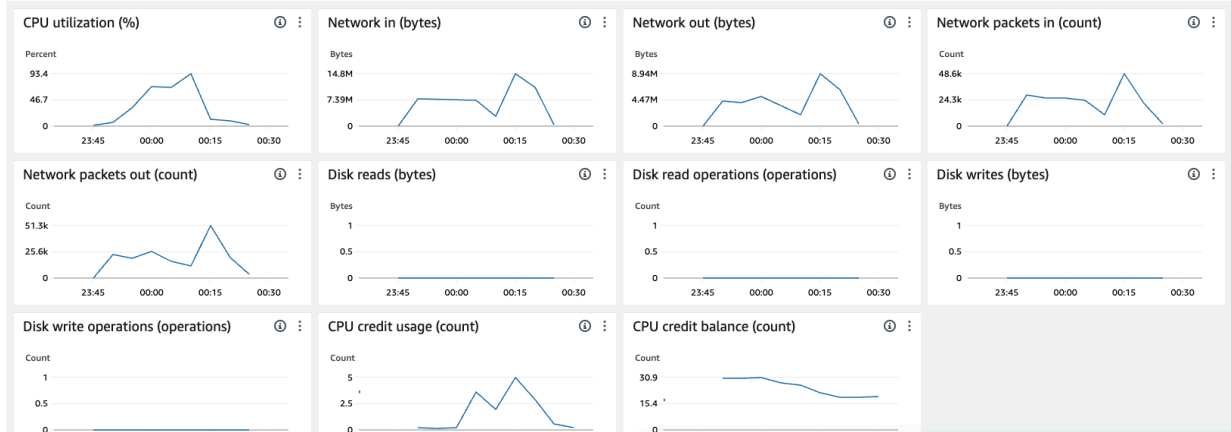 CPU utilization (%)
Percent
93.4
46.7
0
23:45 00:00 00:15 00:30
Network in (bytes)
Bytes
14.8M
7.39M
0
23:45 00:00 00:15 00:30
Network out (bytes)
Bytes
8.94M
4.47M
0
23:45 00:00 00:15 00:30
Network packets in (count)
Count
48.6k
24.3k
0
23:45 00:00 00:15 00:30
Network packets out (count)
Count
51.3k
25.6k
0
23:45 00:00 00:15 00:30
Disk reads (bytes)
Bytes
1
0.5
0
23:45 00:00 00:15 00:30
Disk read operations (operations)
Count
1
0.5
0
23:45 00:00 00:15 00:30
Disk writes (bytes)
Bytes
1
0.5
0
23:45 00:00 00:15 00:30
Disk write operations (operations)
Count
1
0.5
0
CPU credit usage (count)
Count
5
2.5
0
CPU credit balance (count)
Count
30.9
15.4
0